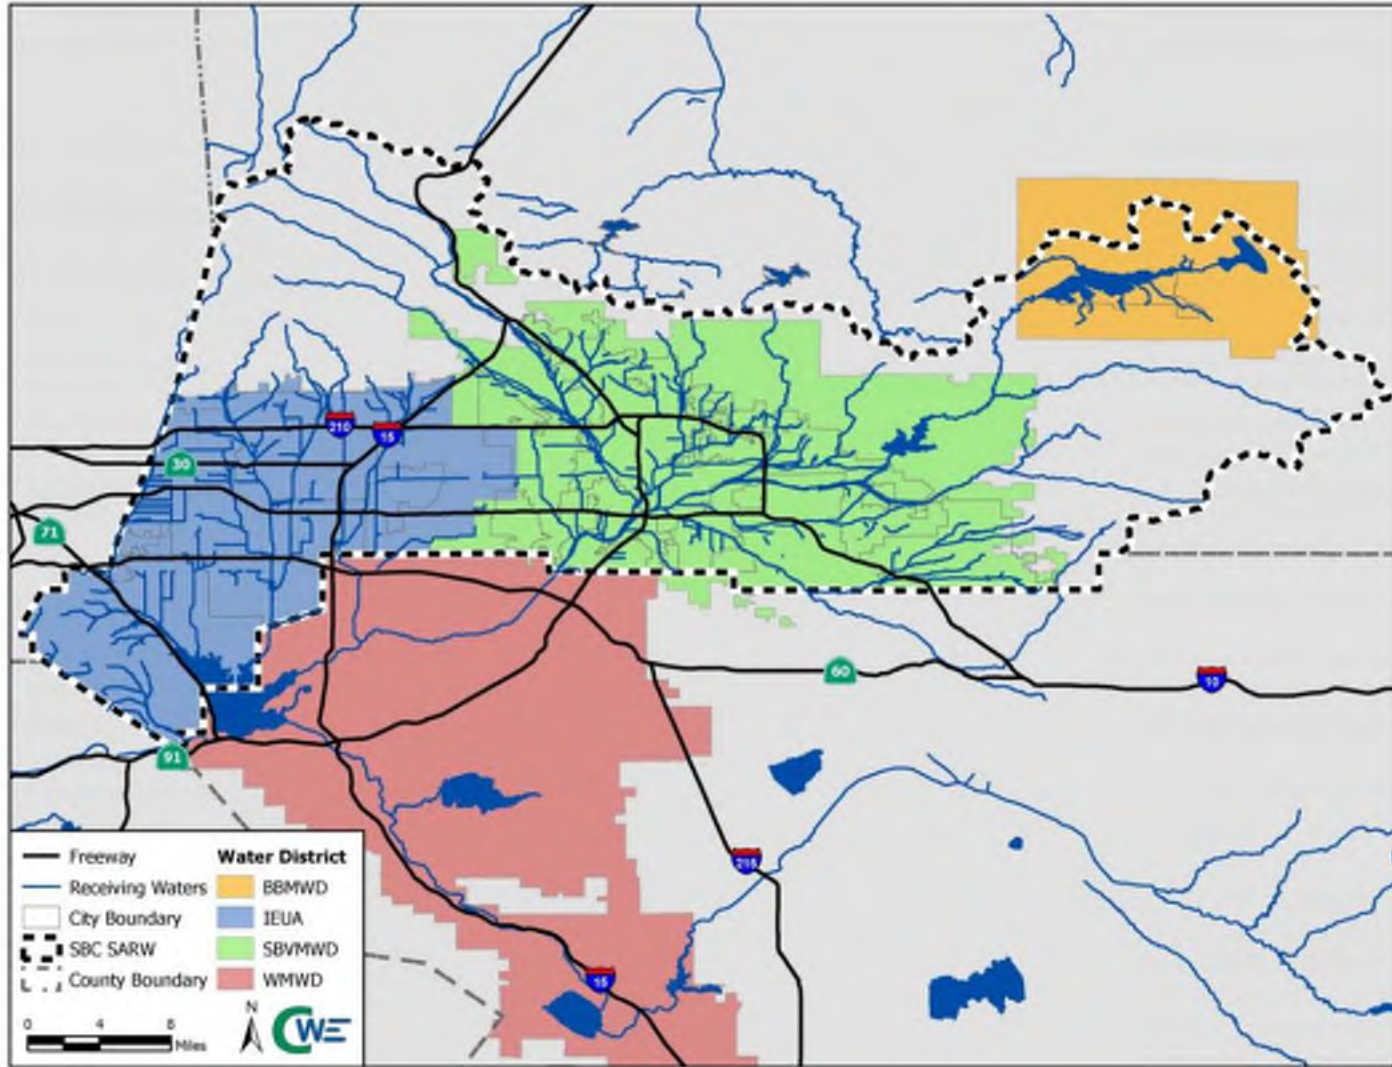 210
15
30
71
60
10
91
215
15
Freeway
Receiving Waters
City Boundary
SBC SARW
County Boundary
Water District
BBMWD
IEUA
SBVMWD
WMWD
0 4 8
Miles
N
CWE